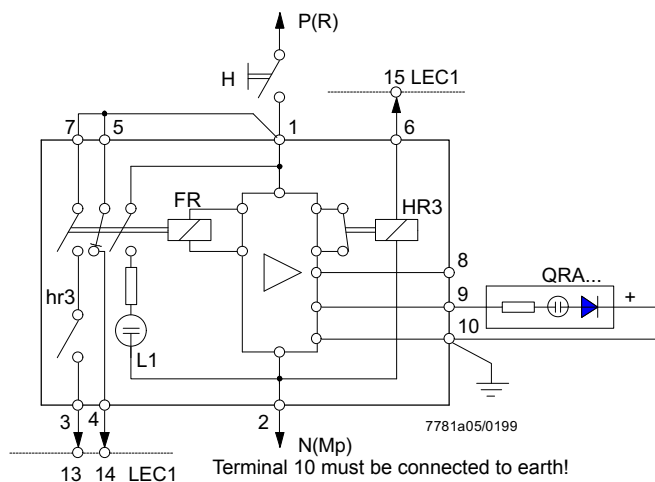 P(R)
H
15 LEC1
7 5 1 6
FR HR3
8
QRA...
9 +
hr3
10
L1
3 4 2
7781a05/0199
N(Mp)
13 14 LEC1 Terminal 10 must be connected to earth!